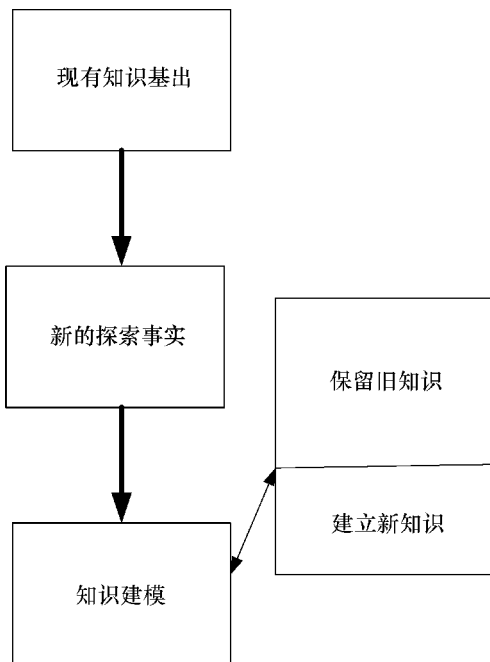 现有知识基出
新的探索事实
保留旧知识
建立新知识
知识建模